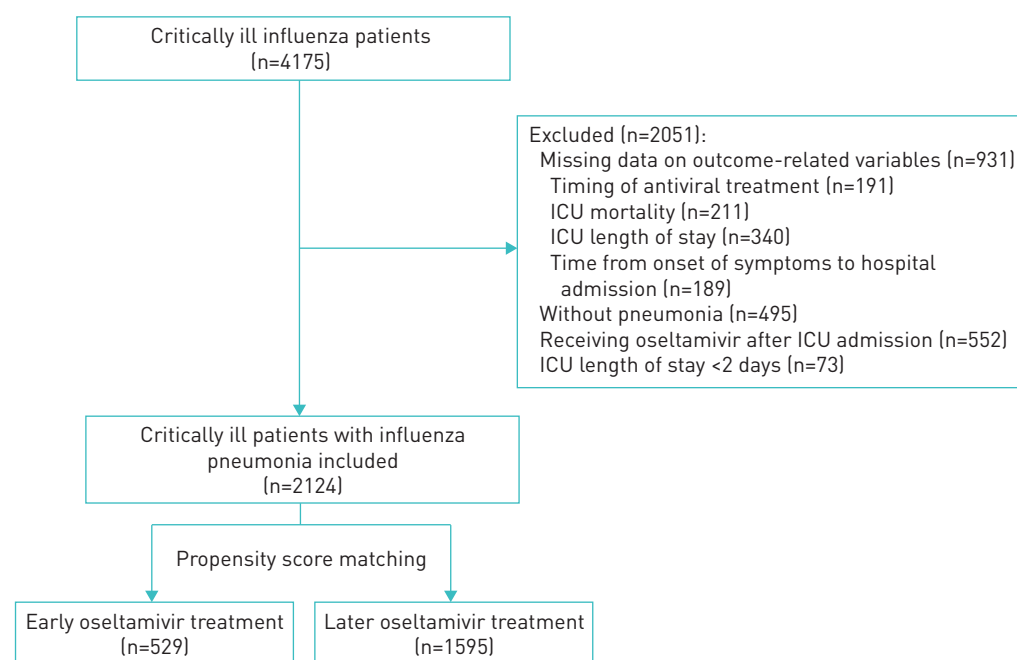 Critically ill influenza patients
(n=4175)
Excluded (n=2051):
Missing data on outcome-related variables (n=931)
Timing of antiviral treatment (n=191)
ICU mortality (n=211)
ICU length of stay (n=340)
Time from onset of symptoms to hospital
admission (n=189)
Without pneumonia (n=495)
Receiving oseltamivir after ICU admission (n=552)
ICU length of stay <2 days (n=73)
Critically ill patients with influenza
pneumonia included
(n=2124)
Propensity score matching
Early oseltamivir treatment
(n=529)
Later oseltamivir treatment
(n=1595)